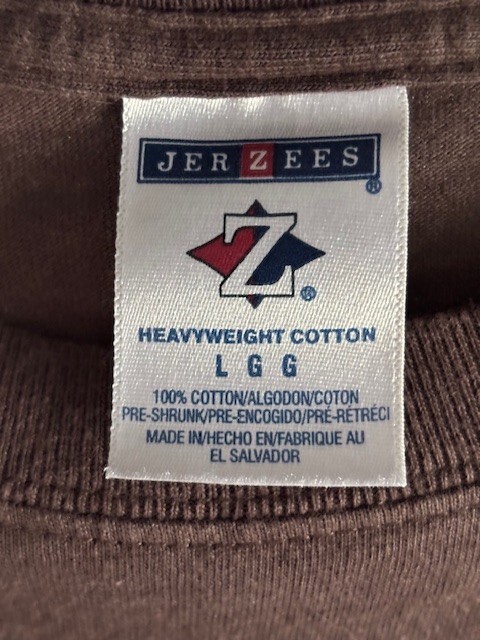 JERZEES
®
Z
®
HEAVYWEIGHT COTTON
L G G
100% COTTON/ALGODON/COTON
PRE-SHRUNK/PRE-ENCOGIDO/PRÉ-RÉTRÉCI
MADE IN/HECHO EN/FABRIQUE AU
EL SALVADOR